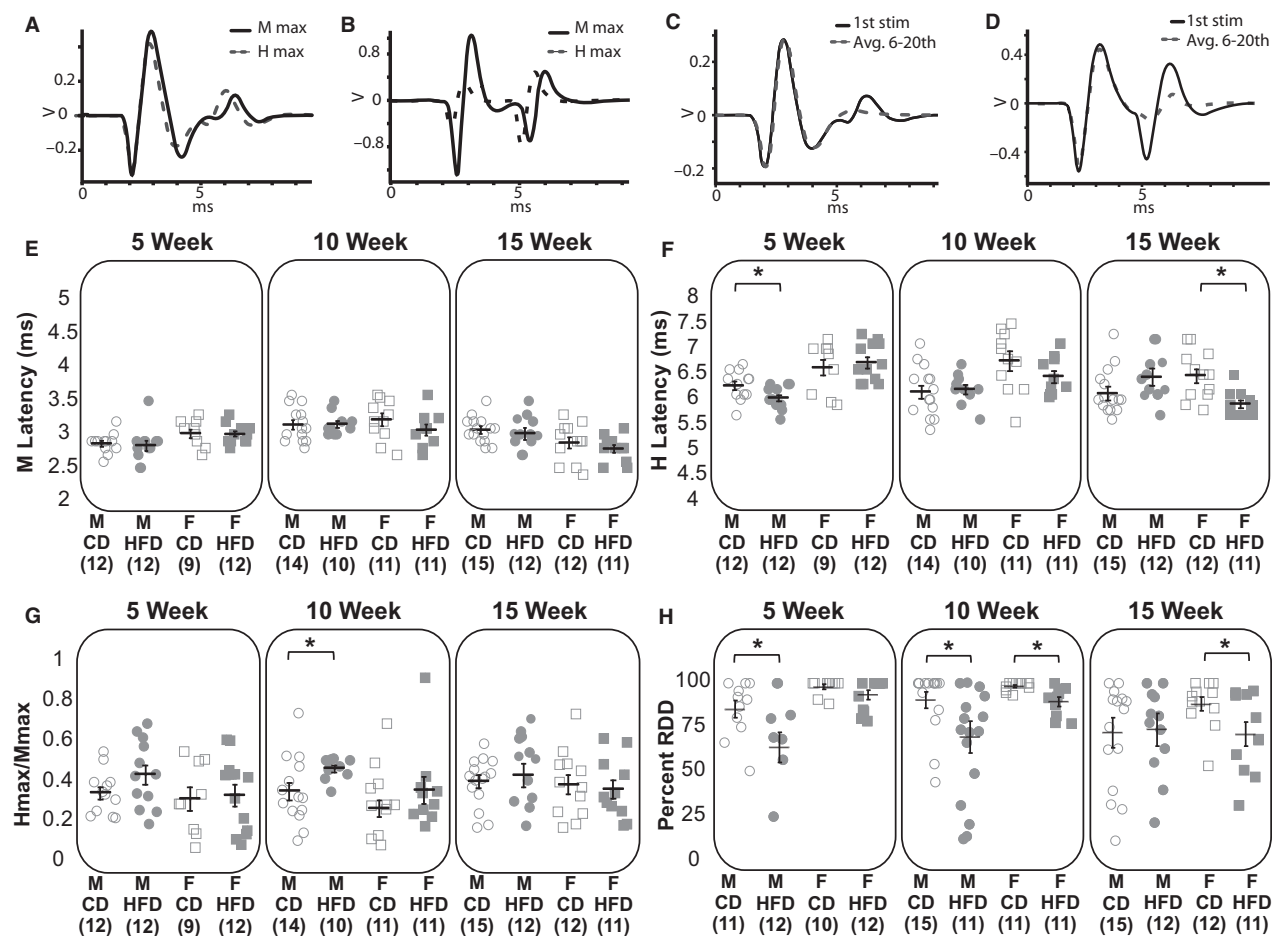 A
M max
H max
0.2
V
0
−0.2
0
5
ms
B
M max
H max
0.8
V
0
−0.8
0
5
ms
C
1st stim
Avg. 6-20th
0.2
V
0
−0.2
0
5
ms
D
1st stim
Avg. 6-20th
0.4
V
0
−0.4
0
5
ms
E
5 Week
10 Week
15 Week
M Latency (ms)
5
4.5
4
3.5
3
2.5
2
M M F F
CD HFD CD HFD
(12) (12) (9) (12)
M M F F
CD HFD CD HFD
(14) (10) (11) (11)
M M F F
CD HFD CD HFD
(15) (12) (12) (11)
F
5 Week
10 Week
15 Week
H Latency (ms)
8
7.5
7
6.5
6
5.5
5
4.5
4
*
*
M M F F
CD HFD CD HFD
(12) (12) (9) (12)
M M F F
CD HFD CD HFD
(14) (10) (11) (11)
M M F F
CD HFD CD HFD
(15) (12) (12) (11)
G
5 Week
10 Week
15 Week
Hmax/Mmax
1
0.8
0.6
0.4
0.2
0
*
M M F F
CD HFD CD HFD
(12) (12) (9) (12)
M M F F
CD HFD CD HFD
(14) (10) (11) (11)
M M F F
CD HFD CD HFD
(15) (12) (12) (11)
H
5 Week
10 Week
15 Week
Percent RDD
100
75
50
25
0
*
*
*
*
M M F F
CD HFD CD HFD
(11) (12) (10) (12)
M M F F
CD HFD CD HFD
(15) (11) (11) (11)
M M F F
CD HFD CD HFD
(15) (12) (12) (11)